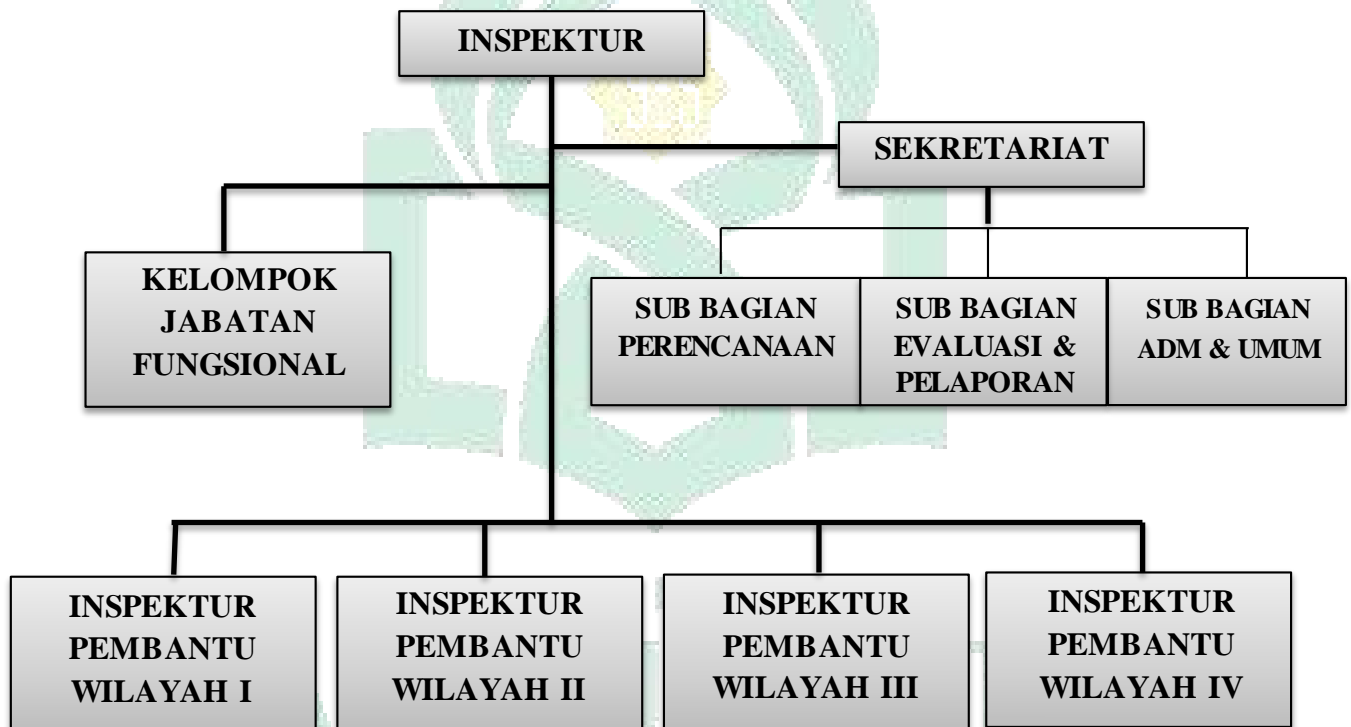 INSPEKTUR
SEKRETARIAT
KELOMPOK
JABATAN
FUNGSIONAL
SUB BAGIAN
PERENCANAAN
SUB BAGIAN
EVALUASI &
PELAPORAN
SUB BAGIAN
ADM & UMUM
INSPEKTUR
PEMBANTU
WILAYAH I
INSPEKTUR
PEMBANTU
WILAYAH II
INSPEKTUR
PEMBANTU
WILAYAH III
INSPEKTUR
PEMBANTU
WILAYAH IV